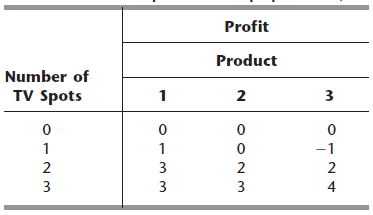 Profit
Product
Number of
TV Spots 1 2 3
0 0 0 0
1 1 0 −1
2 3 2 2
3 3 3 4